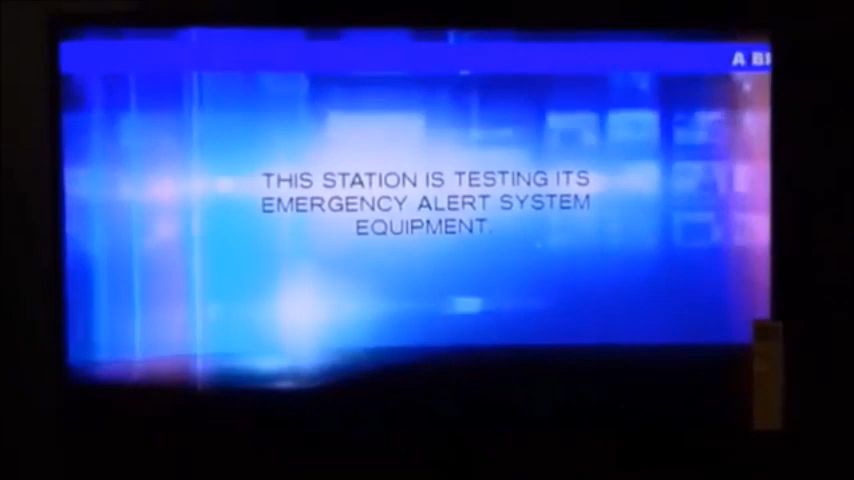 A
THIS STATION IS TESTING ITS
EMERGENCY ALERT SYSTEM
EQUIPMENT.